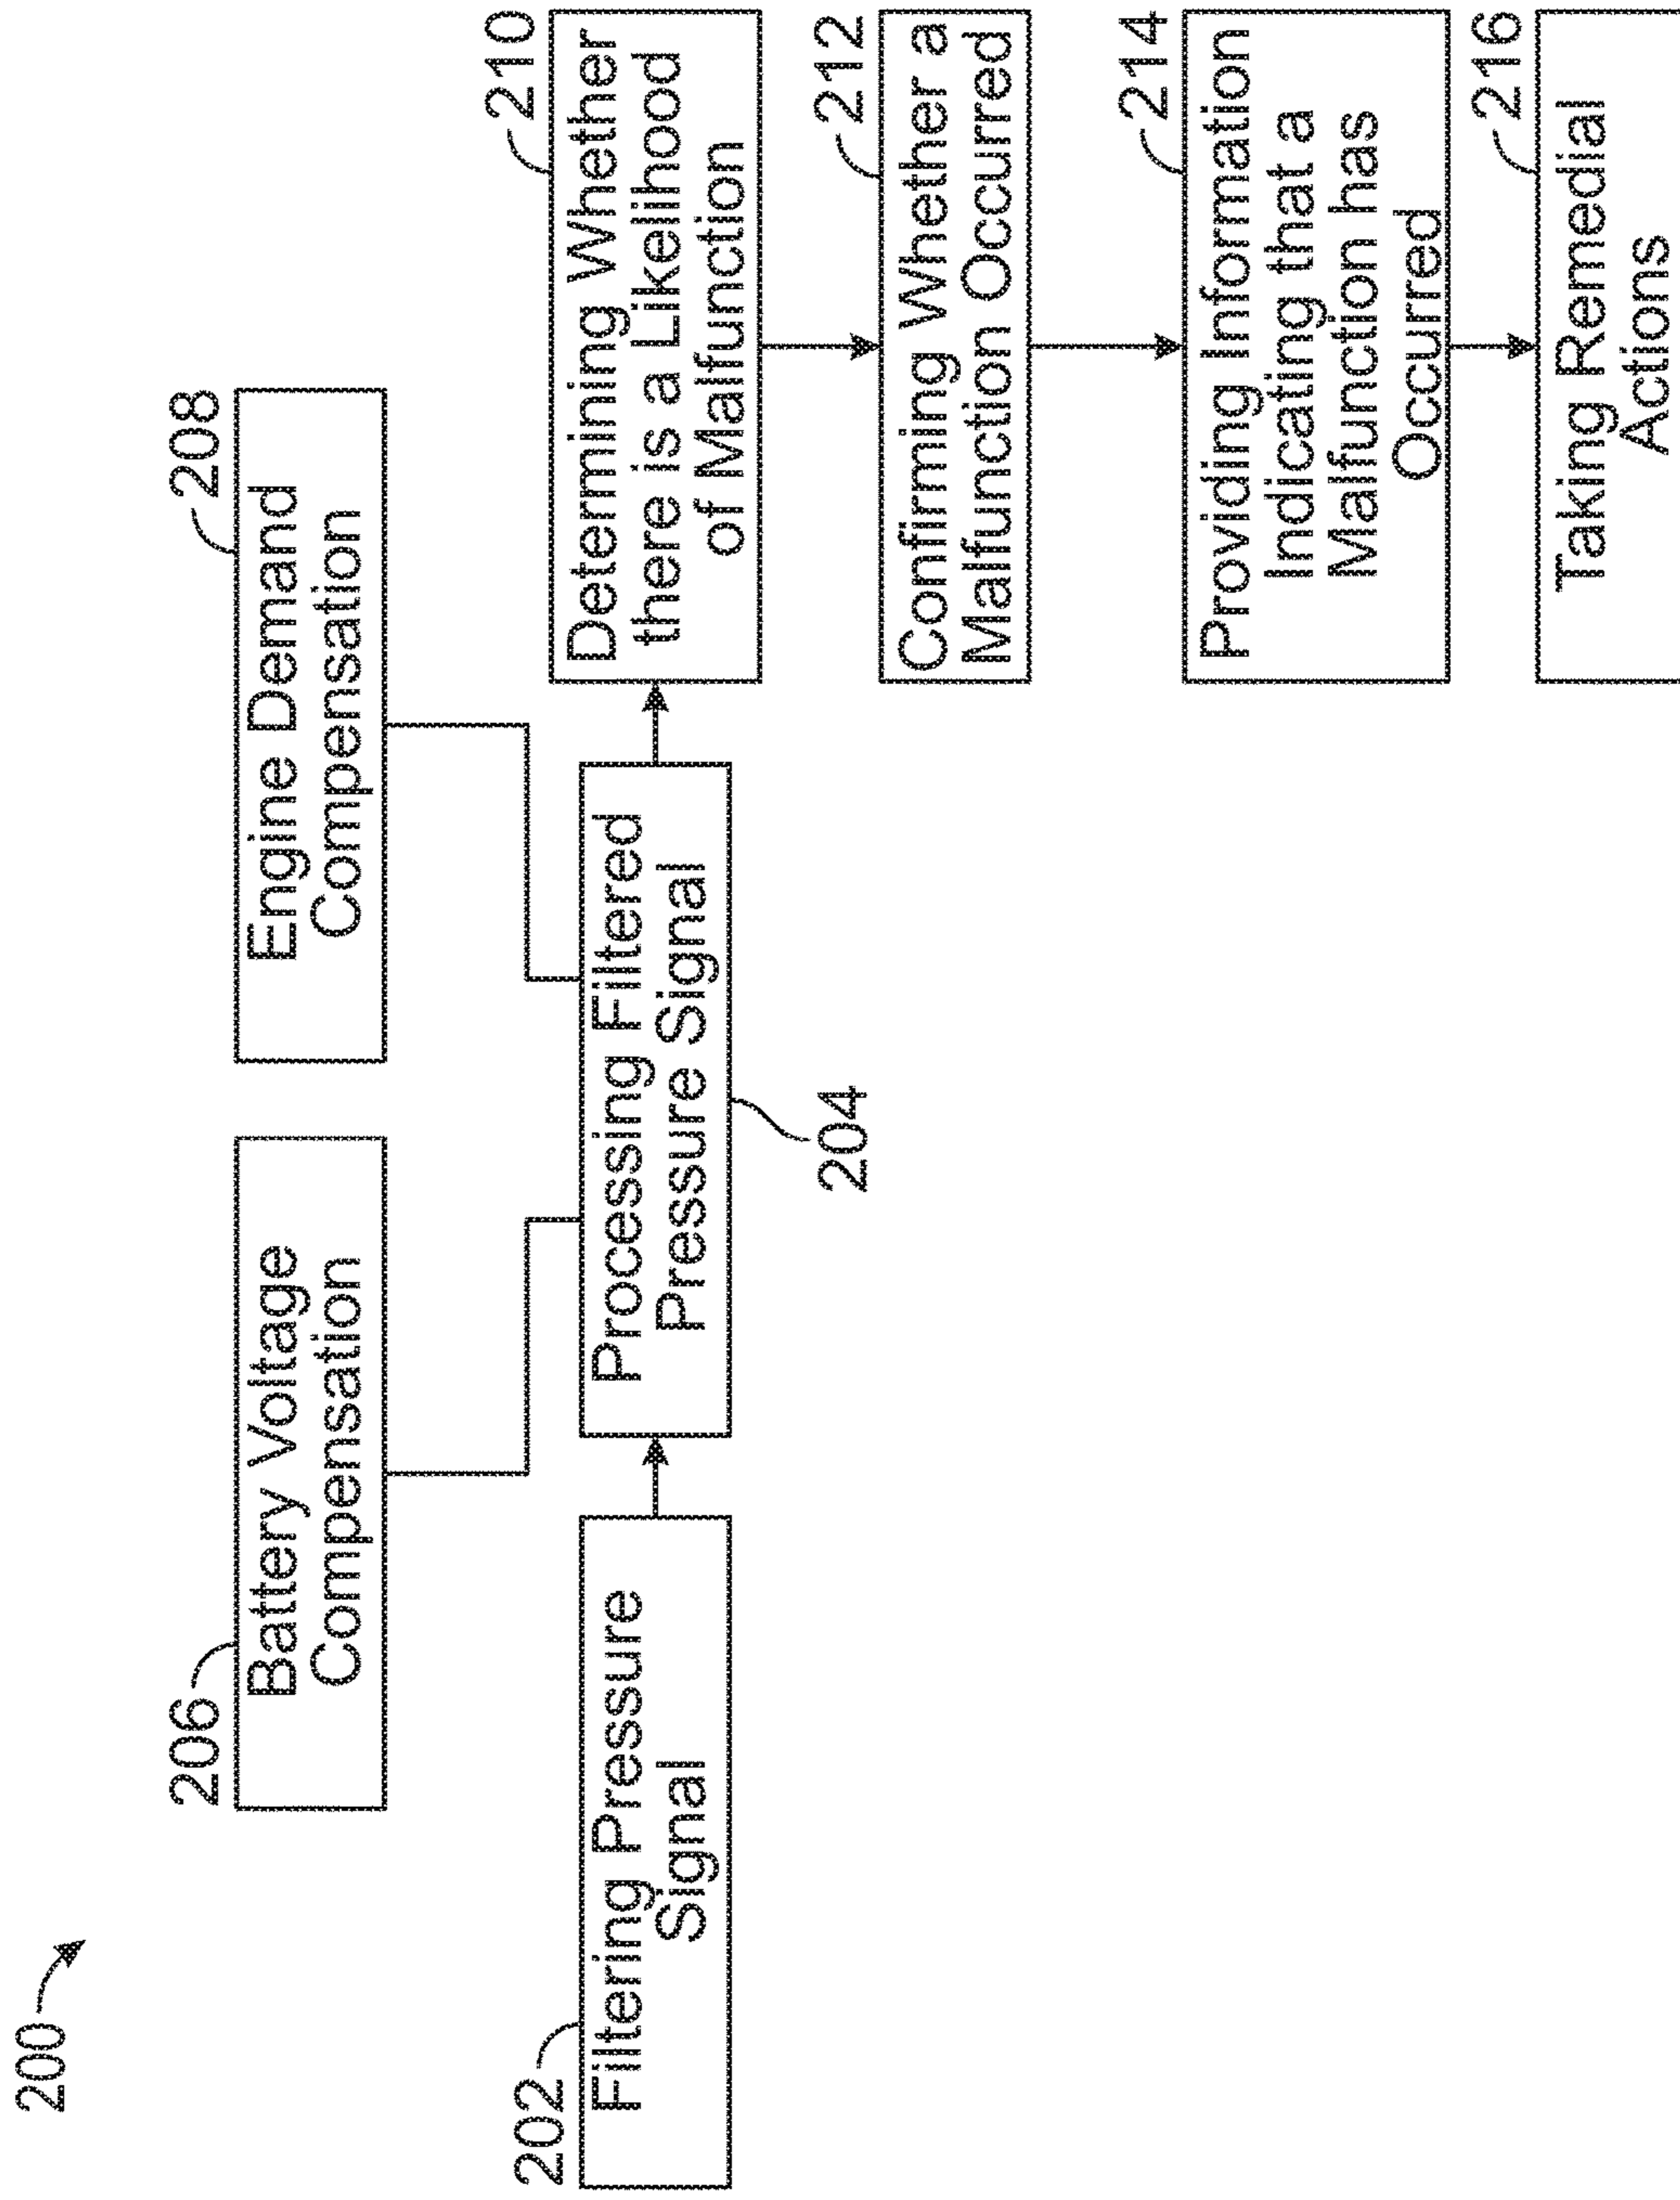 200
206
Battery Voltage
Compensation
208
Engine Demand
Compensation
202
Filtering Pressure
Signal
Processing Filtered
Pressure Signal
204
210
Determining Whether
there is a Likelihood
of Malfunction
212
Confirming Whether a
Malfunction Occurred
214
Providing Information
Indicating that a
Malfunction has
Occurred
216
Taking Remedial
Actions